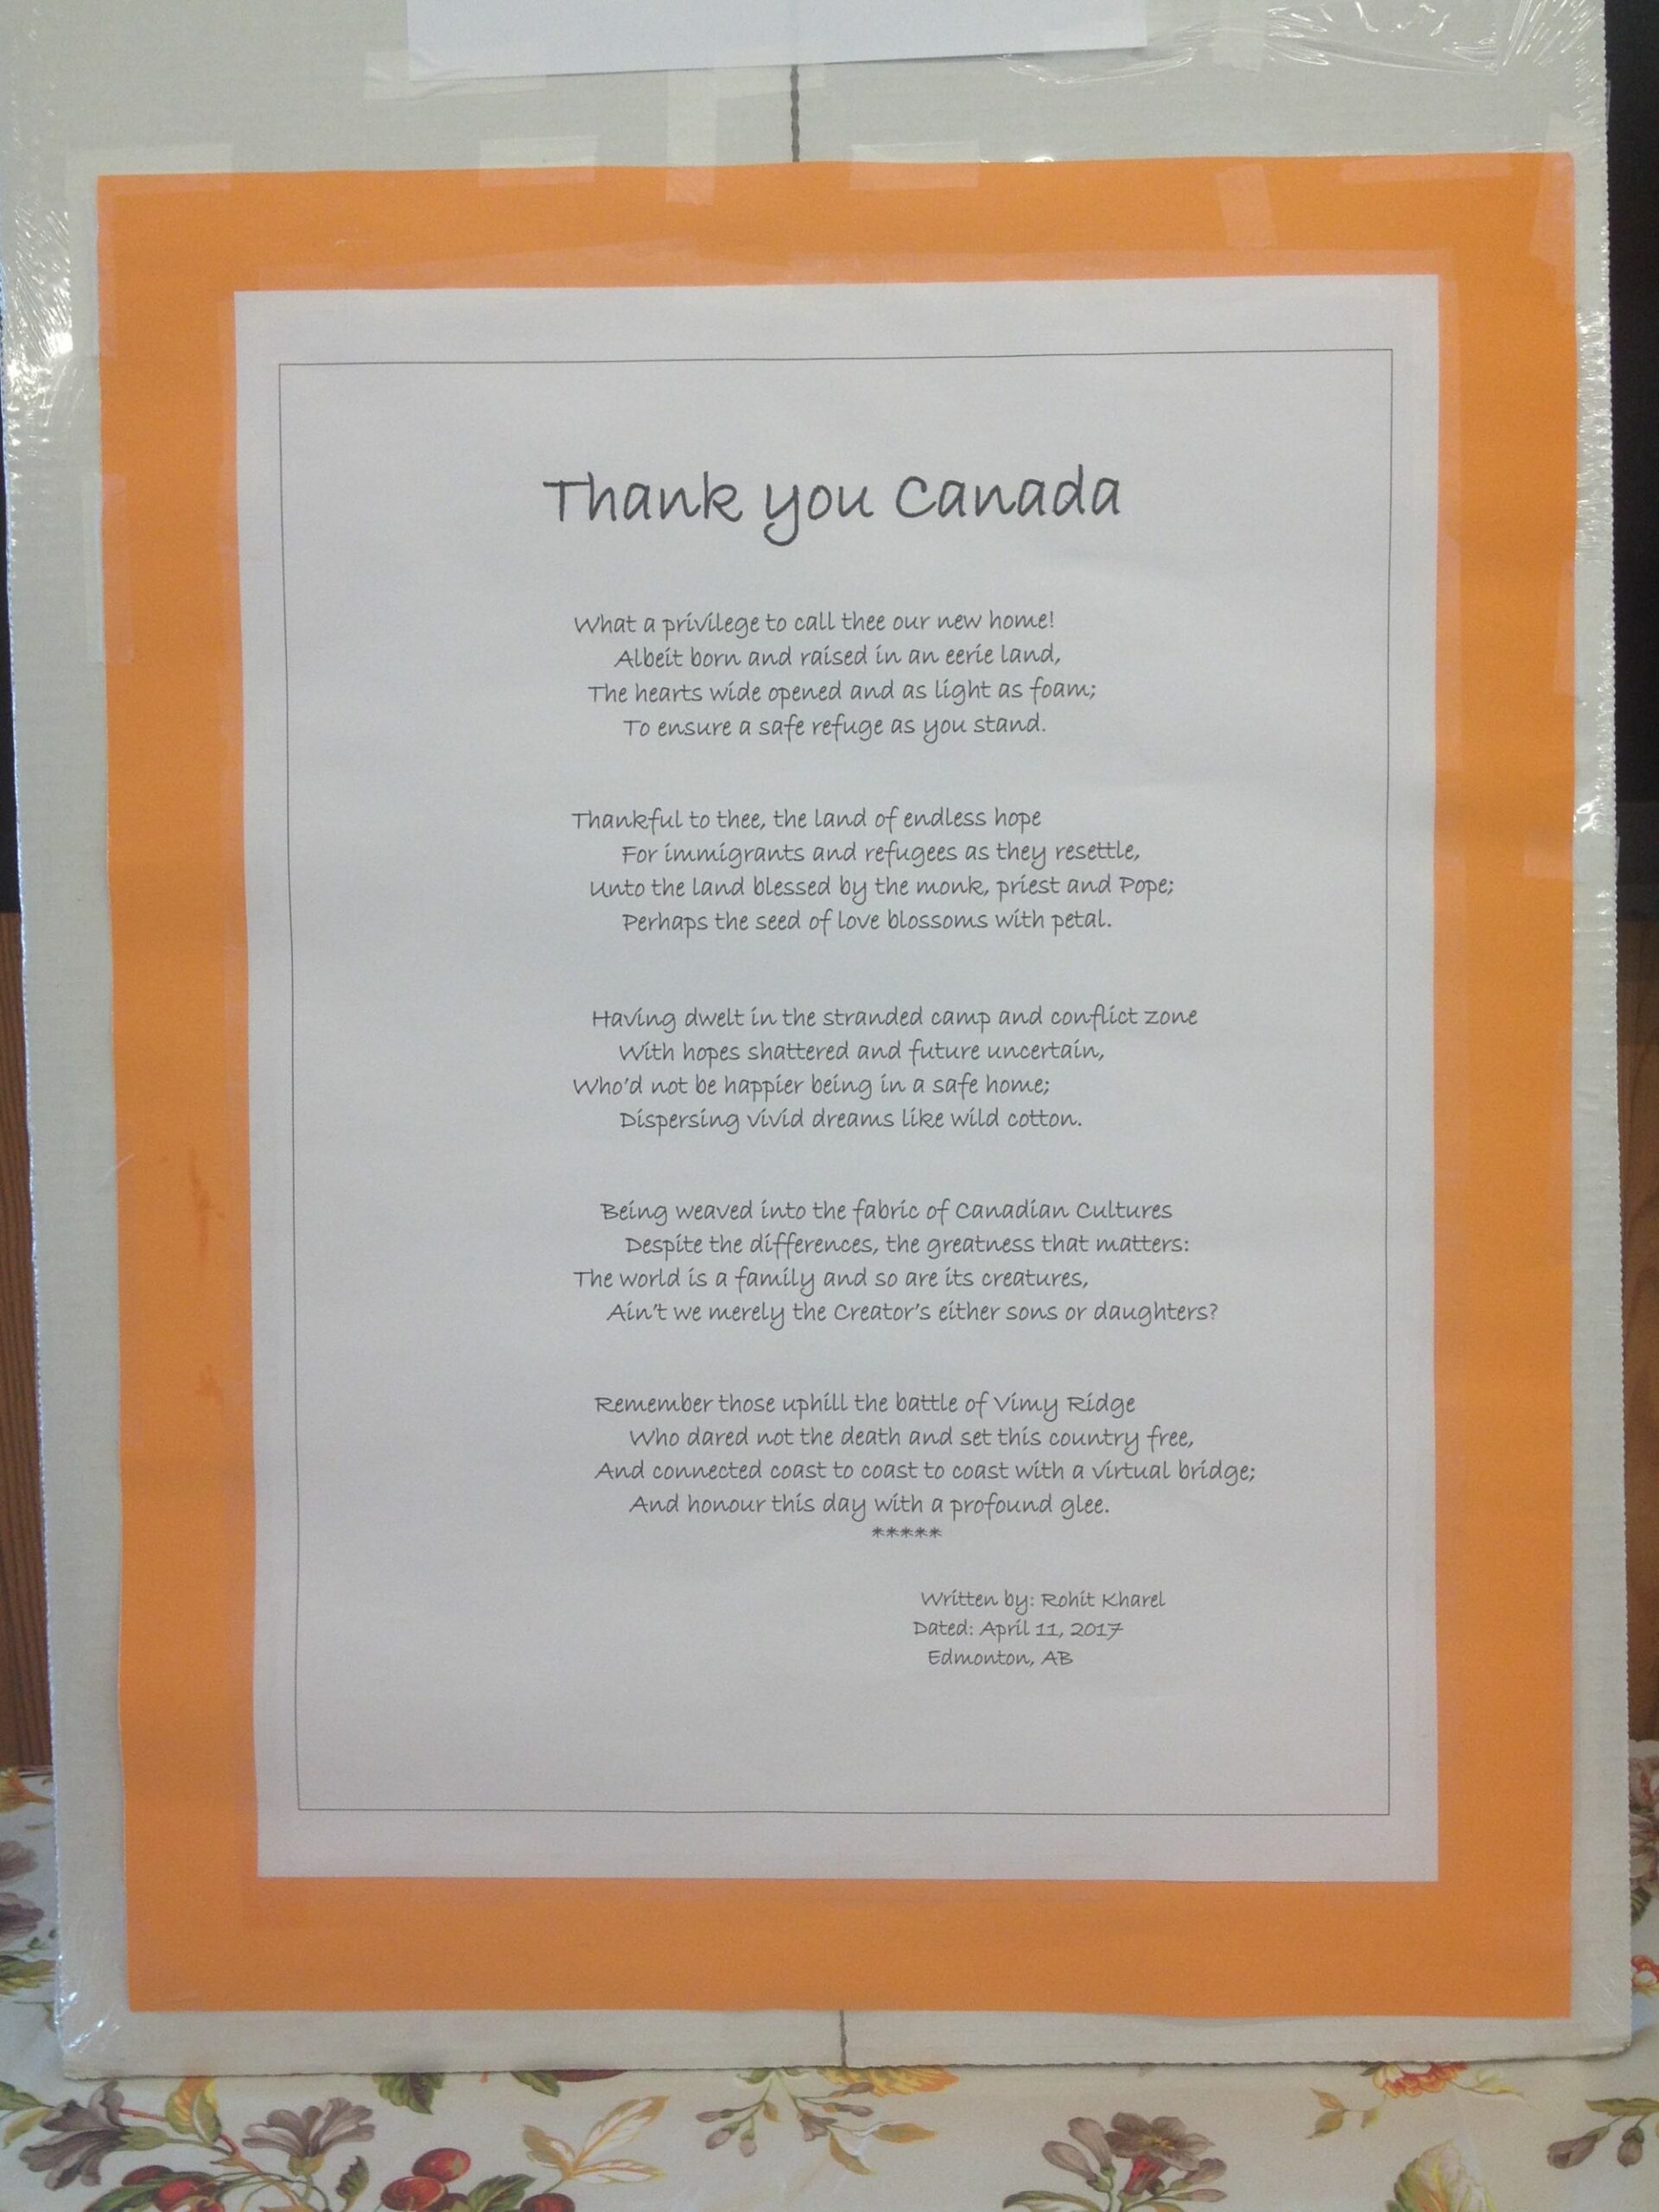 Thank you Canada
What a privilege to call thee our new home!
Albeit born and raised in an eerie land,
The hearts wide opened and as light as foam;
To ensure a safe refuge as you stand.
Thankful to thee, the land of endless hope
For immigrants and refugees as they resettle,
Unto the land blessed by the monk, priest and Pope;
Perhaps the seed of love blossoms with petal.
Having dwelt in the stranded camp and conflict zone
With hopes shattered and future uncertain,
Who'd not be happier being in a safe home;
Dispersing vivid dreams like wild cotton.
Being weaved into the fabric of Canadian Cultures
Despite the differences, the greatness that matters:
The world is a family and so are its creatures,
Ain't we merely the Creator's either sons or daughters?
Remember those uphill the battle of Vimy Ridge
Who dared not the death and set this country free,
And connected coast to coast to coast with a virtual bridge;
And honour this day with a profound glee.
*****
Written by: Rohit Kharel
Dated: April 11, 2017
Edmonton, AB